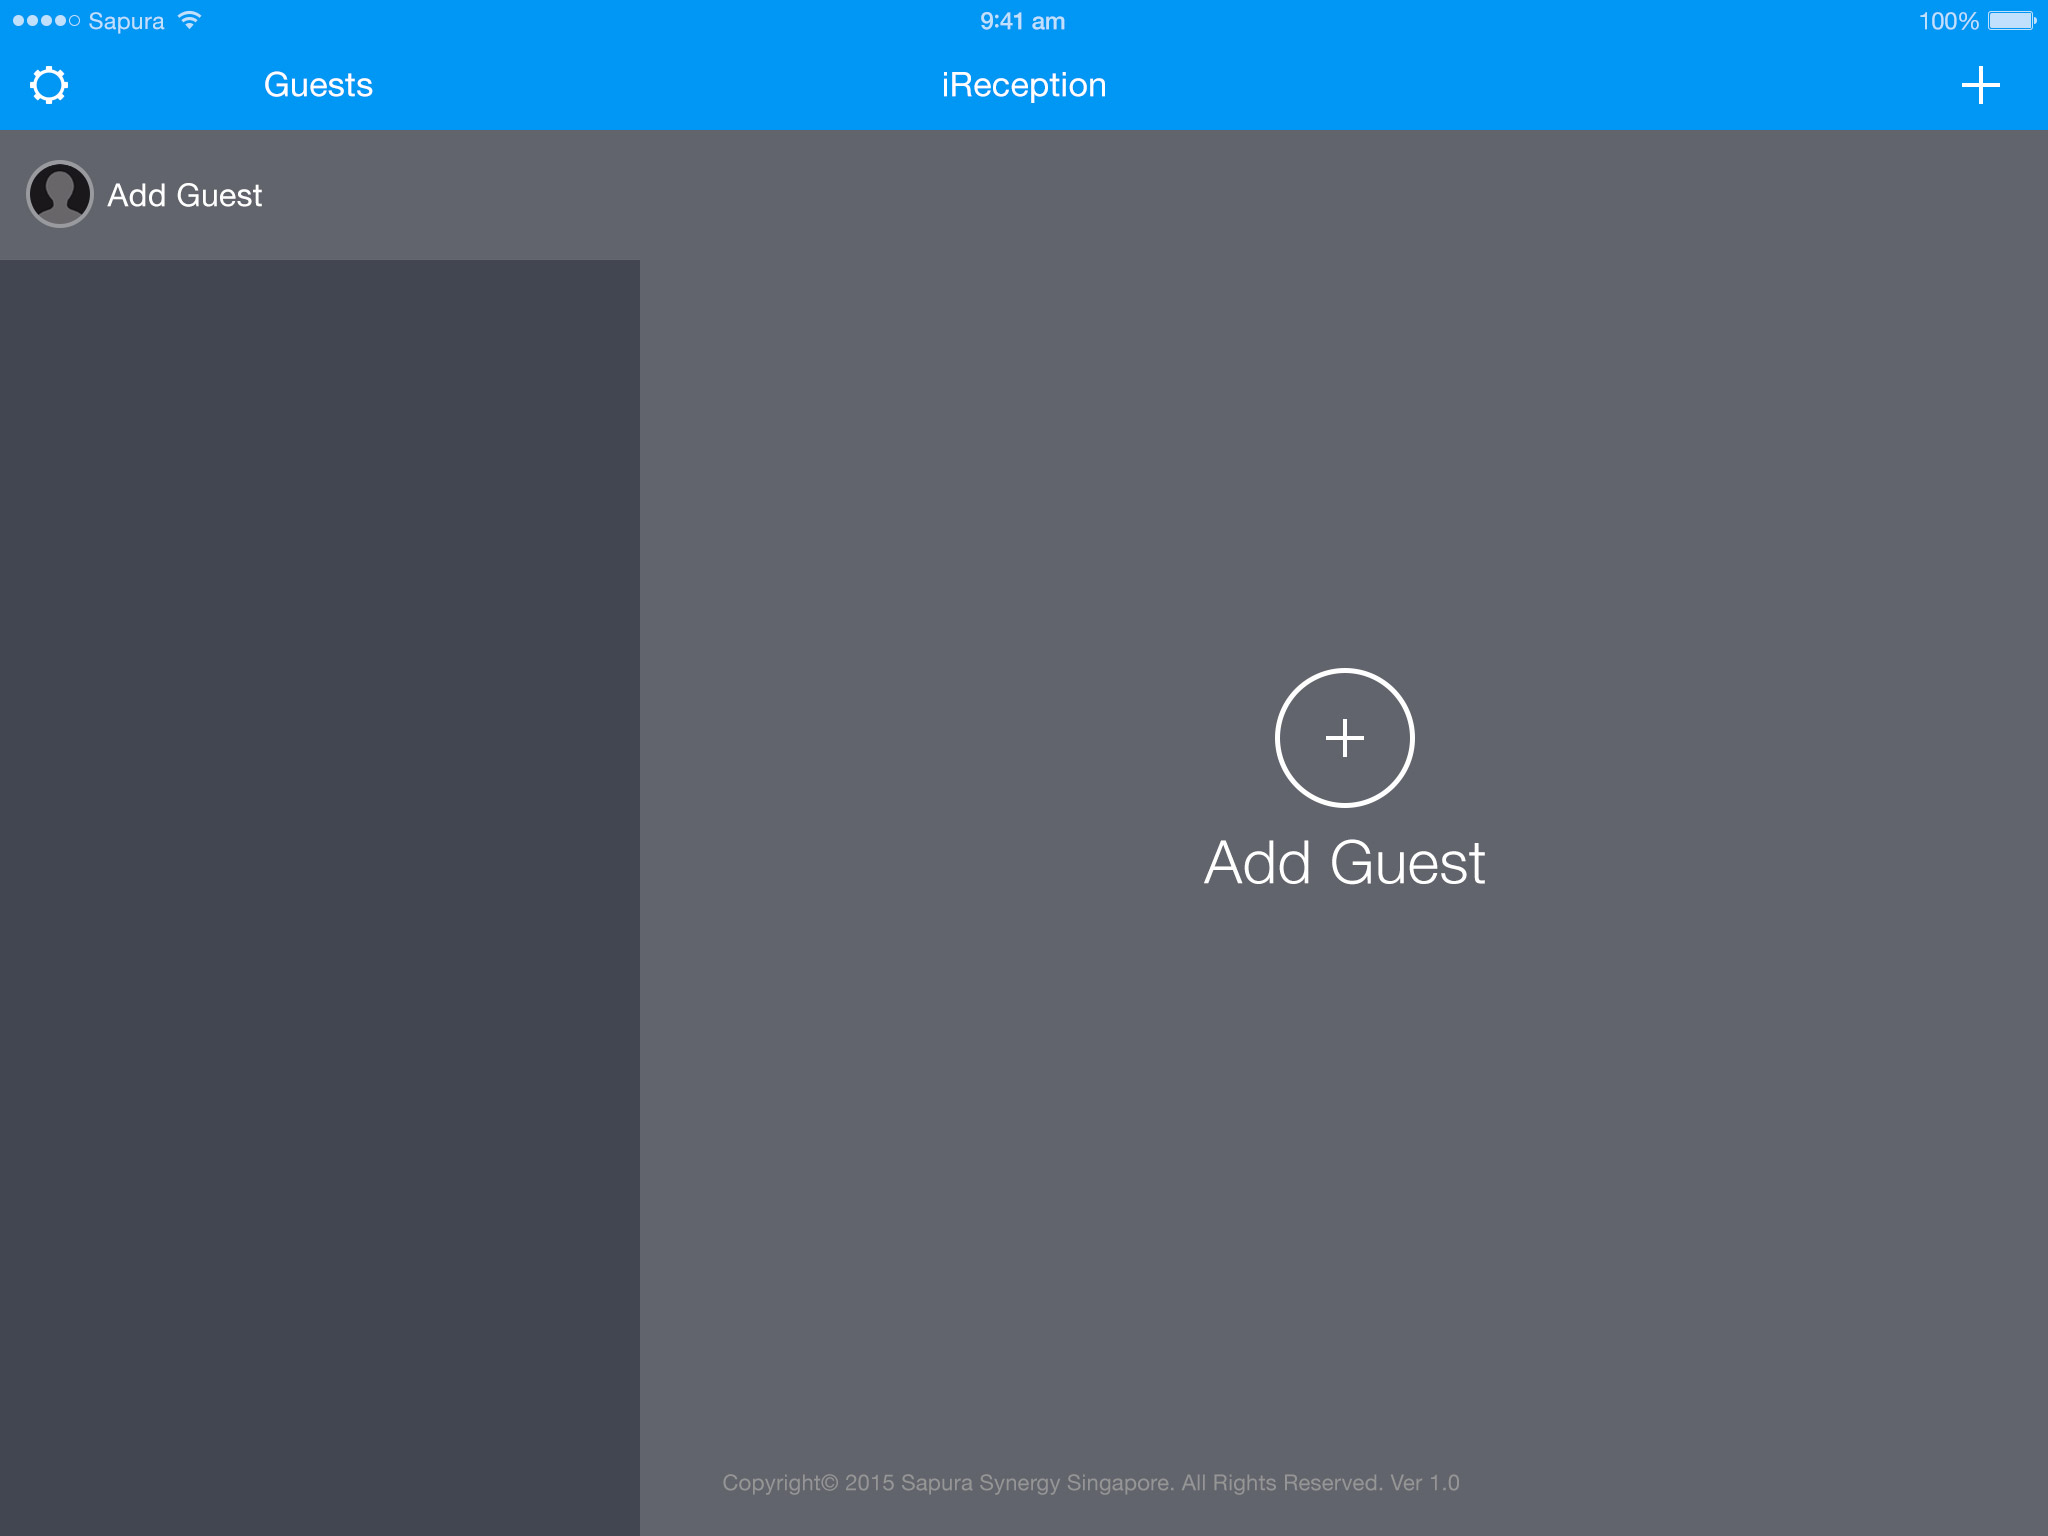 Sapura 9:41 am 100%
Guests iReception
Add Guest
Add Guest
Copyright© 2015 Sapura Synergy Singapore. All Rights Reserved. Ver 1.0